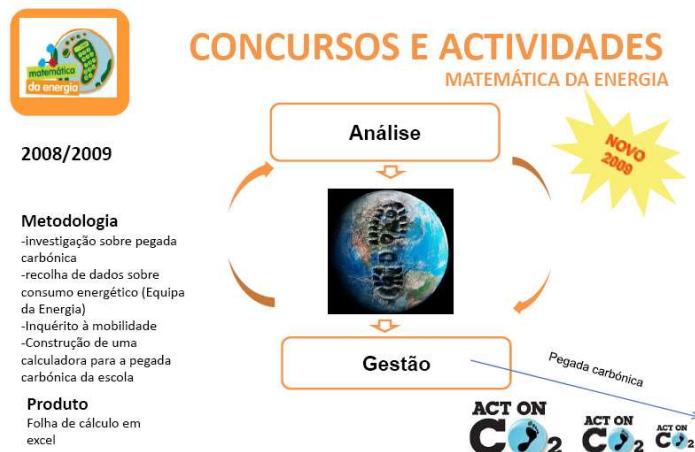 matemática
da energia
CONCURSOS E ACTIVIDADES
MATEMÁTICA DA ENERGIA
2008/2009
Análise
NOVO
2009
Metodologia
-investigação sobre pegada
carbónica
-recolha de dados sobre
consumo energético (Equipa
da Energia)
-Inquérito à mobilidade
-Construção de uma
calculadora para a pegada
carbónica da escola
Gestão
Pegada carbónica
Produto
Folha de cálculo em
excel
ACT ON
CO2
ACT ON
CO2
ACT ON
CO2